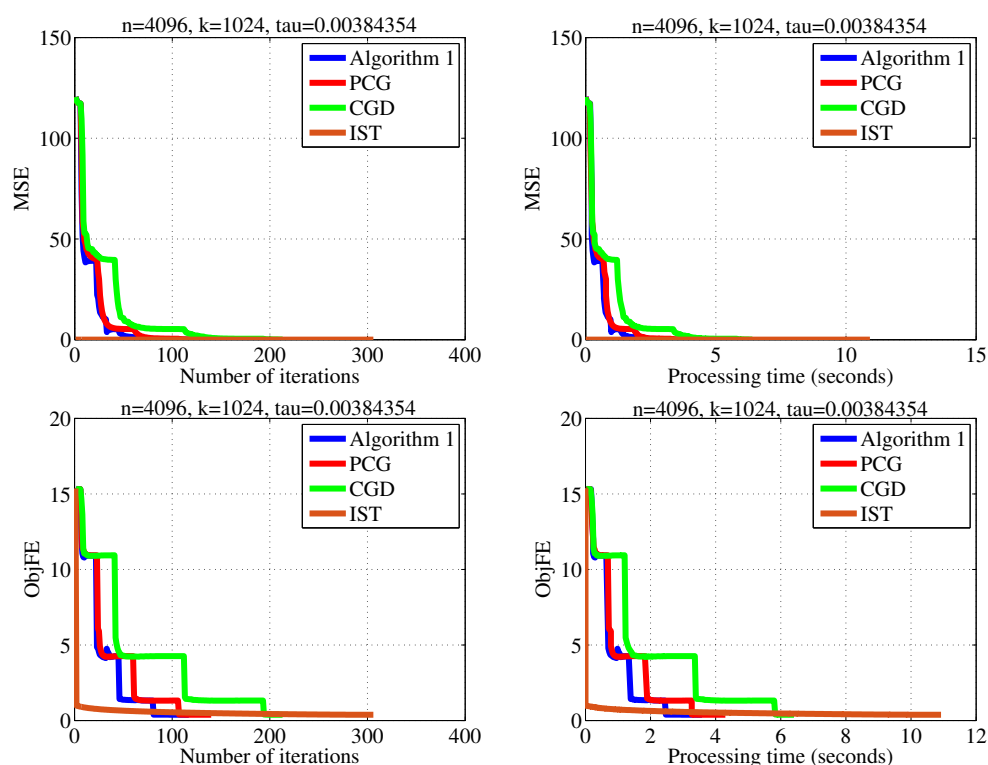 n=4096, k=1024, tau=0.00384354
150
100
50
0
MSE
Algorithm 1
PCG
CGD
IST
0 100 200 300 400
Number of iterations
n=4096, k=1024, tau=0.00384354
150
100
50
0
MSE
Algorithm 1
PCG
CGD
IST
0 5 10 15
Processing time (seconds)
n=4096, k=1024, tau=0.00384354
20
15
10
5
0
ObjFE
Algorithm 1
PCG
CGD
IST
0 100 200 300 400
Number of iterations
n=4096, k=1024, tau=0.00384354
20
15
10
5
0
ObjFE
Algorithm 1
PCG
CGD
IST
0 2 4 6 8 10 12
Processing time (seconds)